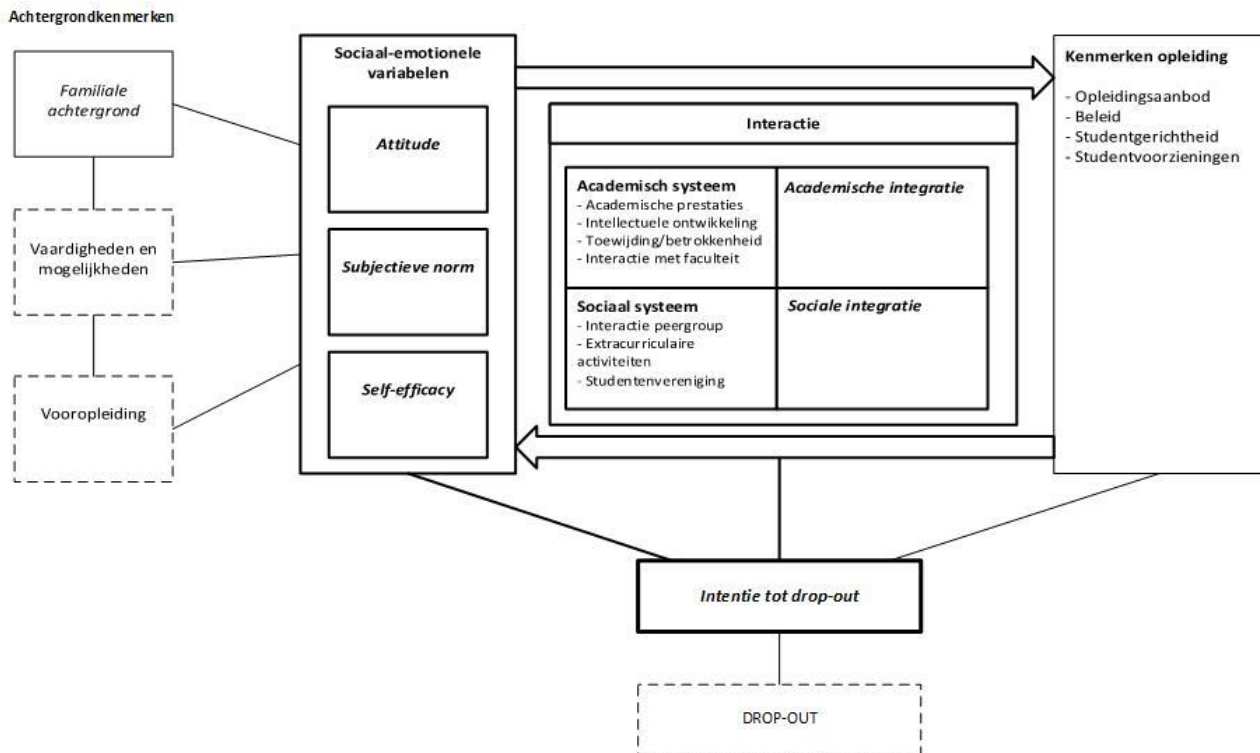 Achtergrondkenmerken
Familiale
achtergrond
Vaardigheden en
mogelijkheden
Vooropleiding
Sociaal-emotionele
variabelen
Attitude
Subjectieve norm
Self-efficacy
Interactie
Academisch systeem
- Academische prestaties
- Intellectuele ontwikkeling
- Toewijding/betrokkenheid
- Interactie met faculteit
Academische integratie
Sociaal systeem
- Interactie peergroup
- Extracurriculaire
activiteiten
- Studentenvereniging
Sociale integratie
Kenmerken opleiding
- Opleidingsaanbod
- Beleid
- Studentgerichtheid
- Studentvoorzieningen
Intentie tot drop-out
DROP-OUT